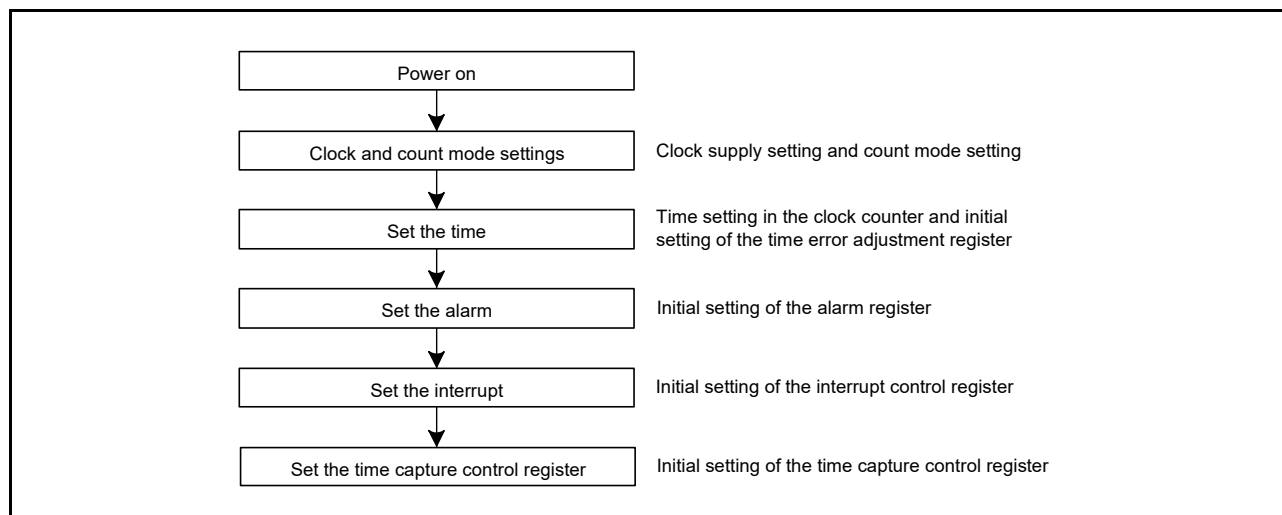 Power on
Clock and count mode settings
Clock supply setting and count mode setting
Set the time
Time setting in the clock counter and initial
setting of the time error adjustment register
Set the alarm
Initial setting of the alarm register
Set the interrupt
Initial setting of the interrupt control register
Set the time capture control register
Initial setting of the time capture control register